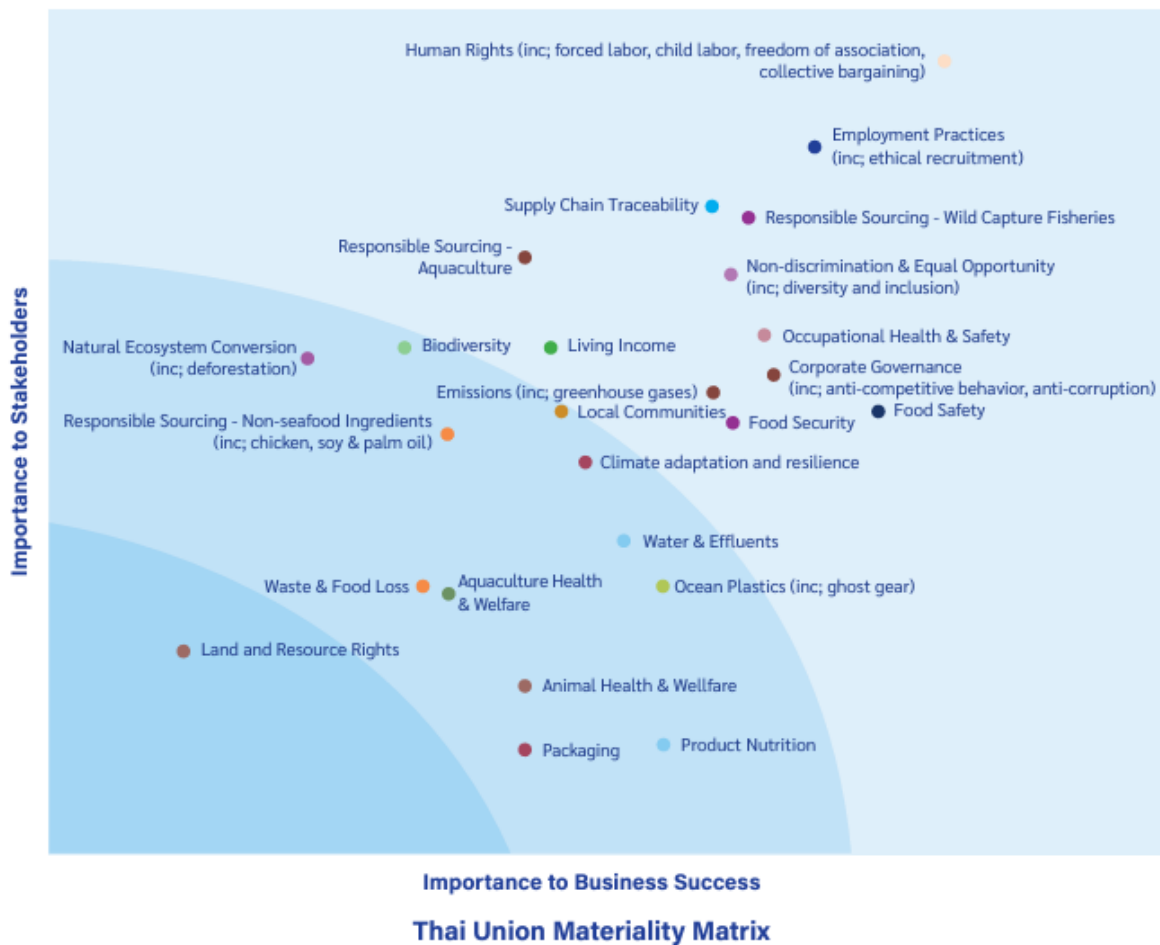 Human Rights (inc; forced labor, child labor, freedom of association,
collective bargaining)
Employment Practices
(inc; ethical recruitment)
Supply Chain Traceability
Responsible Sourcing - Wild Capture Fisheries
Responsible Sourcing -
Aquaculture
Non-discrimination & Equal Opportunity
(inc; diversity and inclusion)
Occupational Health & Safety
Natural Ecosystem Conversion
(inc; deforestation)
Biodiversity
Living Income
Corporate Governance
(inc; anti-competitive behavior, anti-corruption)
Emissions (inc; greenhouse gases)
Local Communities
Food Safety
Food Security
Responsible Sourcing - Non-seafood Ingredients
(inc; chicken, soy & palm oil)
Climate adaptation and resilience
Water & Effluents
Waste & Food Loss
Aquaculture Health
& Welfare
Ocean Plastics (inc; ghost gear)
Land and Resource Rights
Animal Health & Wellfare
Packaging
Product Nutrition
Importance to Stakeholders
Importance to Business Success
Thai Union Materiality Matrix